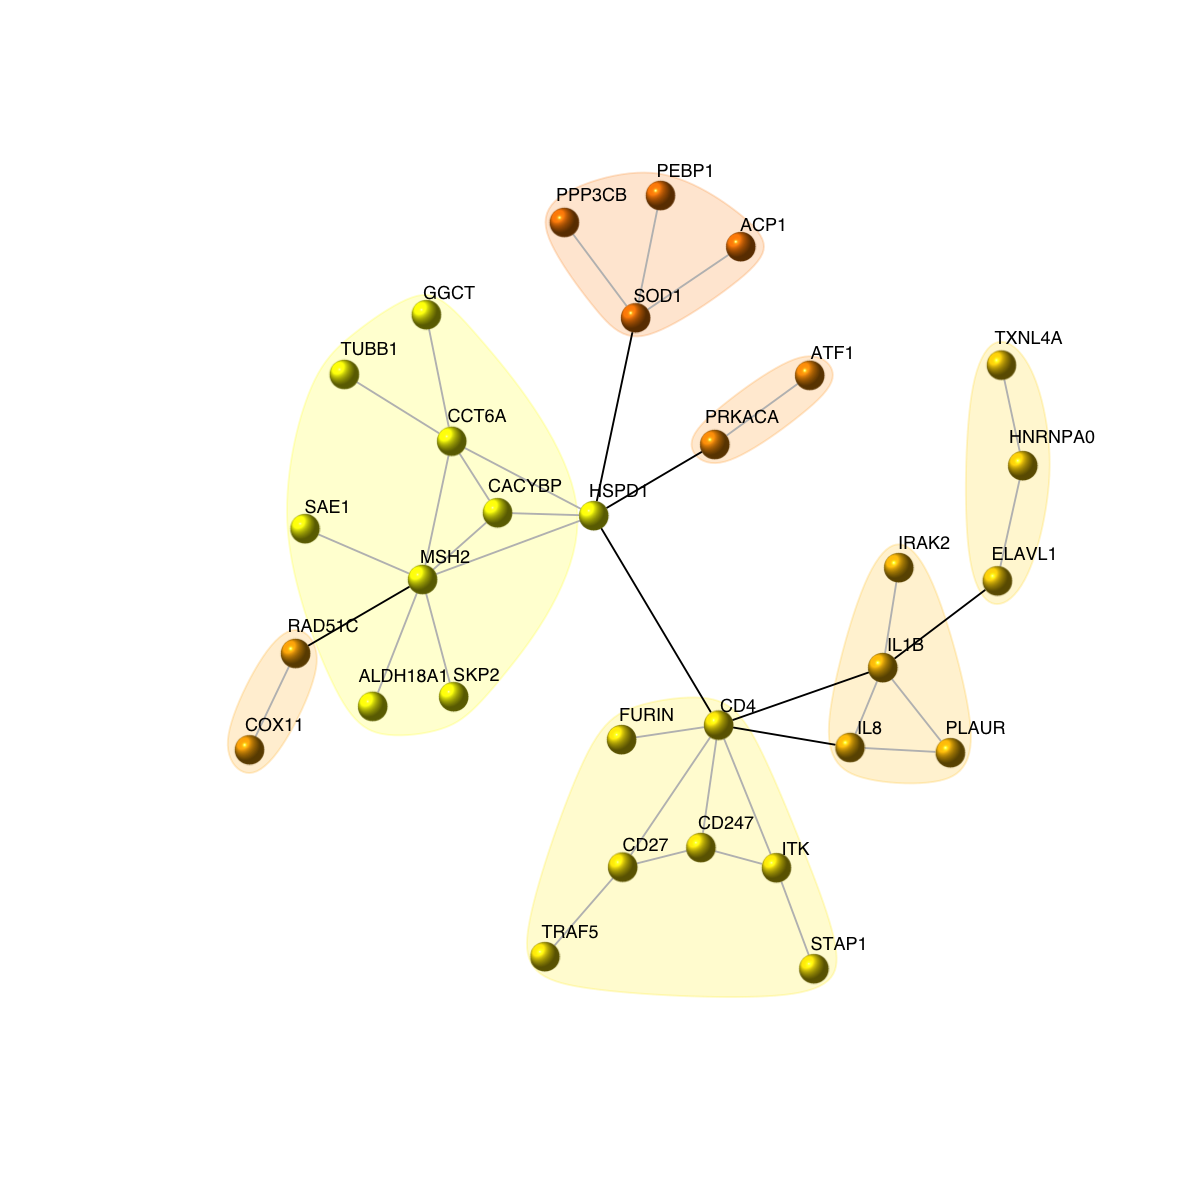 PEBP1
PPP3CB
ACP1
SOD1
GGCT
TXNL4A
TUBB1
ATF1
CCT6A
PRKACA
HNRNPA0
CACYBP
HSPD1
SAE1
IRAK2
ELAVL1
MSH2
RAD51C
IL1B
ALDH18A1
SKP2
CD4
FURIN
COX11
IL8
PLAUR
CD247
CD27
ITK
TRAF5
STAP1